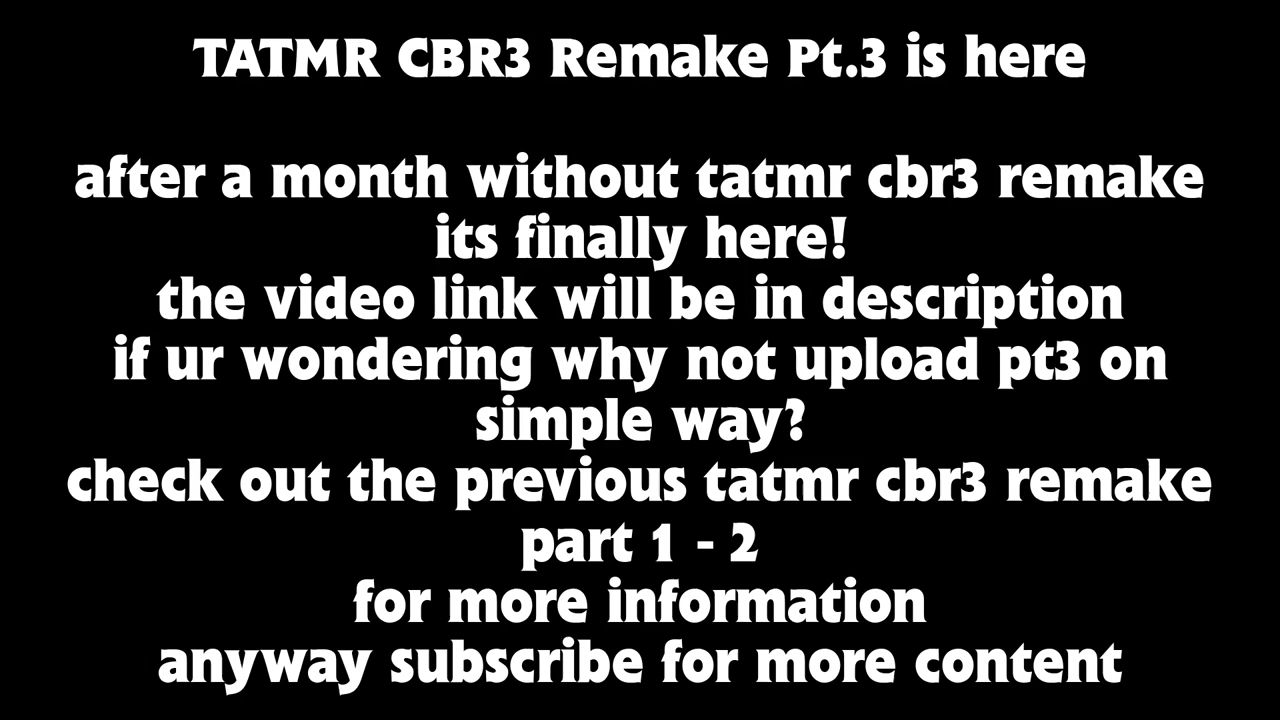 TATMR CBR3 Remake Pt.3 is here
after a month without tatmr cbr3 remake
its finally here!
the video link will be in description
if ur wondering why not upload pt3 on
simple way?
check out the previous tatmr cbr3 remake
part 1 - 2
for more information
anyway subscribe for more content